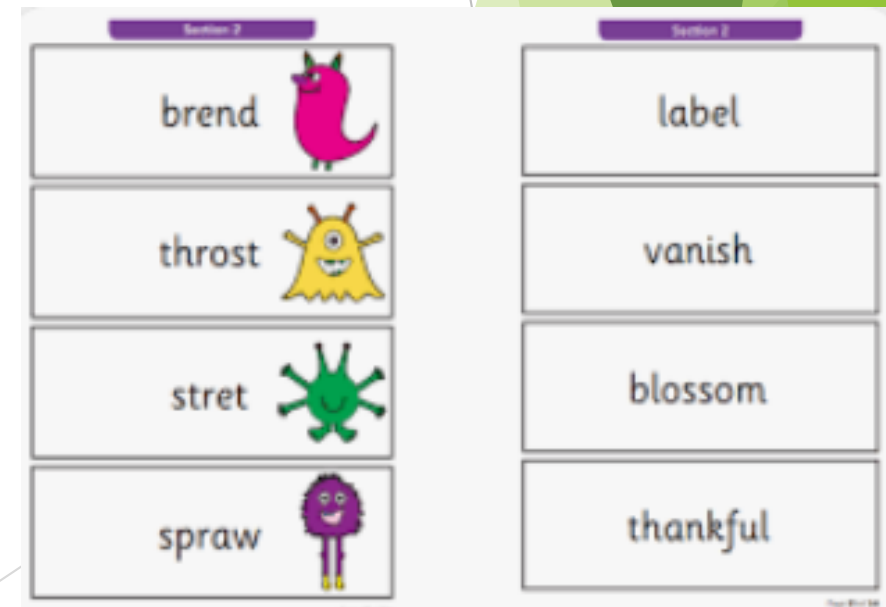 Section 2
brend
throst
stret
spraw
Section 2
label
vanish
blossom
thankful